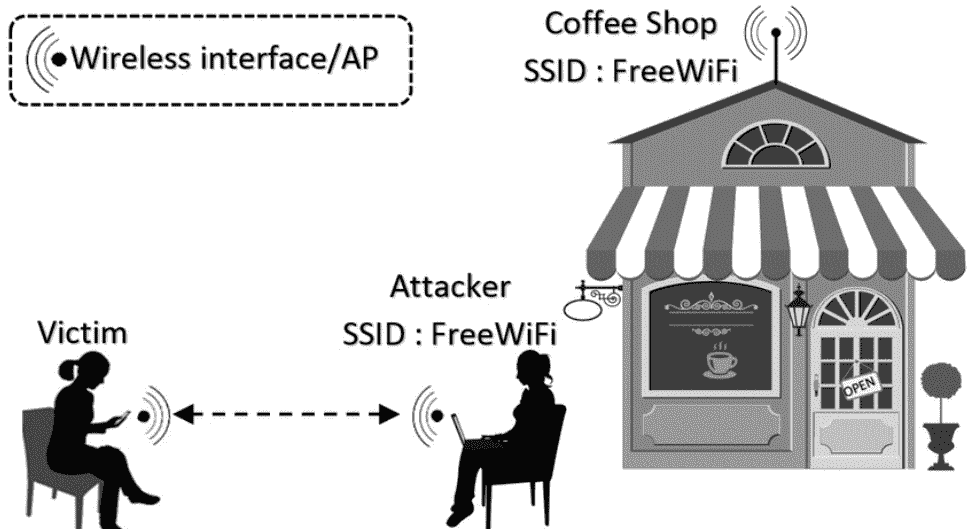 Wireless interface/AP
Coffee Shop
SSID : FreeWiFi
Attacker
SSID : FreeWiFi
Victim
OPEN